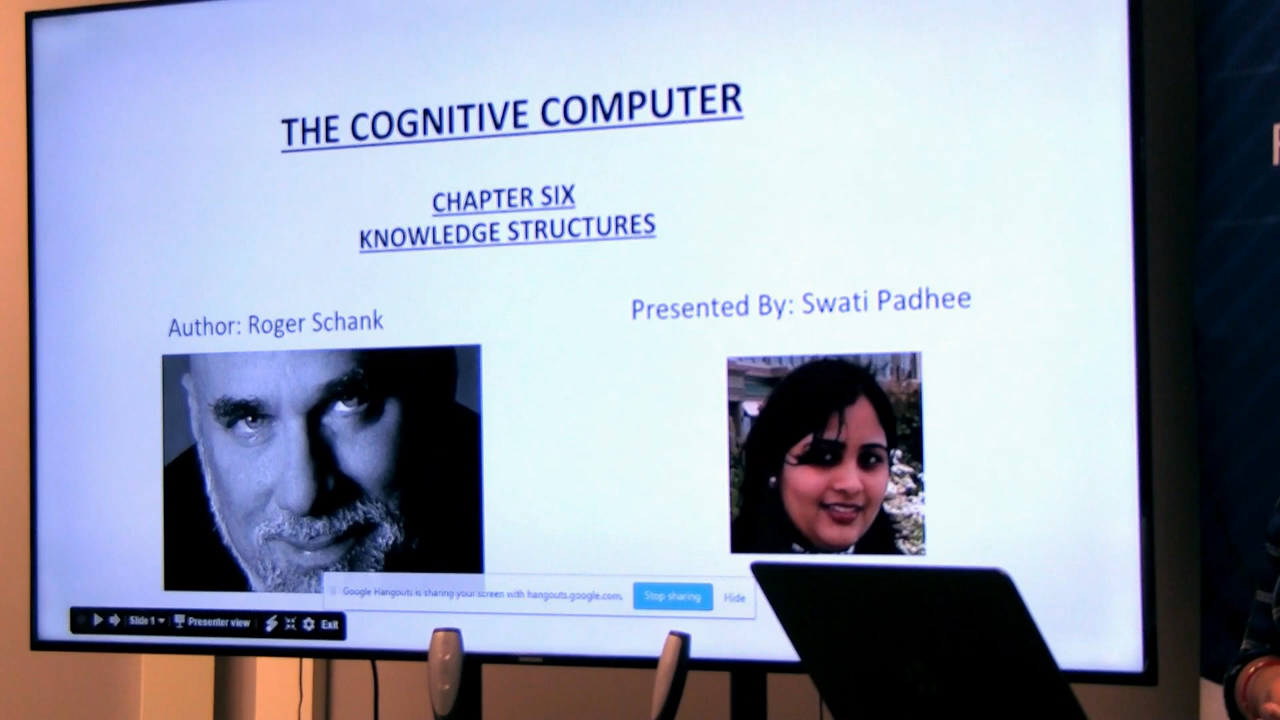 THE COGNITIVE COMPUTER
CHAPTER SIX
KNOWLEDGE STRUCTURES
Author: Roger Schank
Presented By: Swati Padhee
Google Hangouts is sharing your screen with hangouts.google.com.
Stop sharing
Hide
Slide 1
Presenter view
Exit